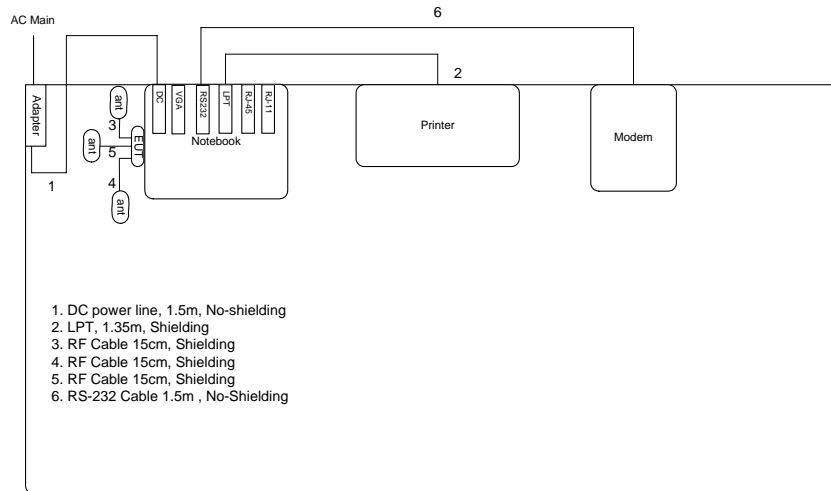 6
AC Main
2
Adapter
ant
3
ant
5
EUT
4
ant
1
DC
VGA
RS232
LPT
RJ-45
RJ-11
Notebook
Printer
Modem
1. DC power line, 1.5m, No-shielding
2. LPT, 1.35m, Shielding
3. RF Cable 15cm, Shielding
4. RF Cable 15cm, Shielding
5. RF Cable 15cm, Shielding
6. RS-232 Cable 1.5m , No-Shielding